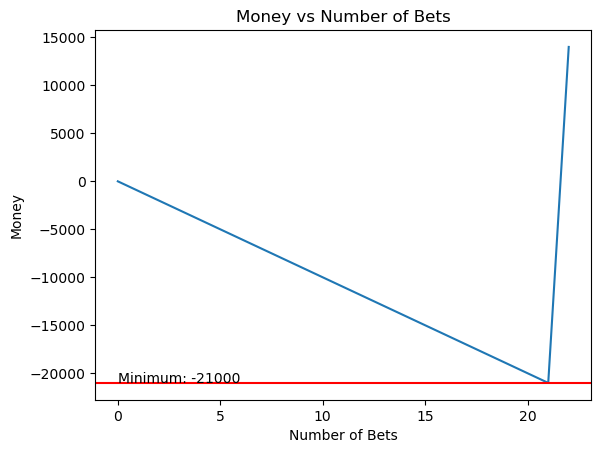 Money vs Number of Bets
15000
10000
5000
0
−5000
−10000
−15000
−20000
Money
Minimum: -21000
0 5 10 15 20
Number of Bets